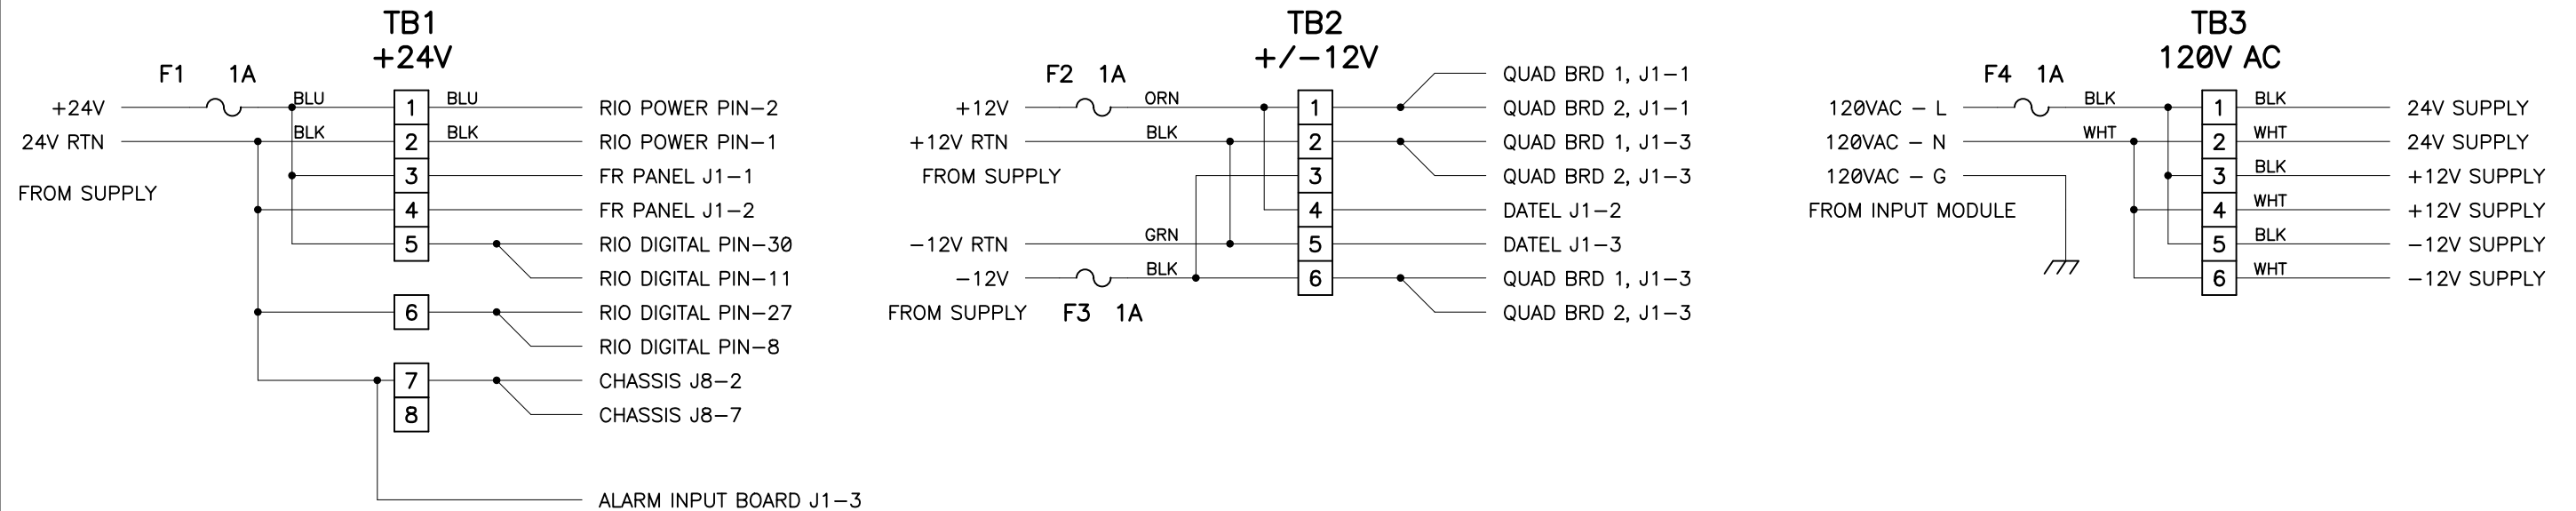 TB1
+24V
F1 1A
+24V
BLU
1
BLU
RIO POWER PIN-2
24V RTN
BLK
2
BLK
RIO POWER PIN-1
3
FR PANEL J1-1
FROM SUPPLY
4
FR PANEL J1-2
5
RIO DIGITAL PIN-30
RIO DIGITAL PIN-11
6
RIO DIGITAL PIN-27
RIO DIGITAL PIN-8
7
CHASSIS J8-2
8
CHASSIS J8-7
ALARM INPUT BOARD J1-3
TB2
+/-12V
F2 1A
QUAD BRD 1, J1-1
+12V
ORN
1
QUAD BRD 2, J1-1
+12V RTN
BLK
2
QUAD BRD 1, J1-3
FROM SUPPLY
3
QUAD BRD 2, J1-3
4
DATEL J1-2
-12V RTN
GRN
5
DATEL J1-3
-12V
BLK
6
QUAD BRD 1, J1-3
FROM SUPPLY
F3 1A
QUAD BRD 2, J1-3
TB3
120V AC
F4 1A
120VAC - L
BLK
1
BLK
24V SUPPLY
120VAC - N
WHT
2
WHT
24V SUPPLY
120VAC - G
3
BLK
+12V SUPPLY
FROM INPUT MODULE
4
WHT
+12V SUPPLY
5
BLK
-12V SUPPLY
6
WHT
-12V SUPPLY